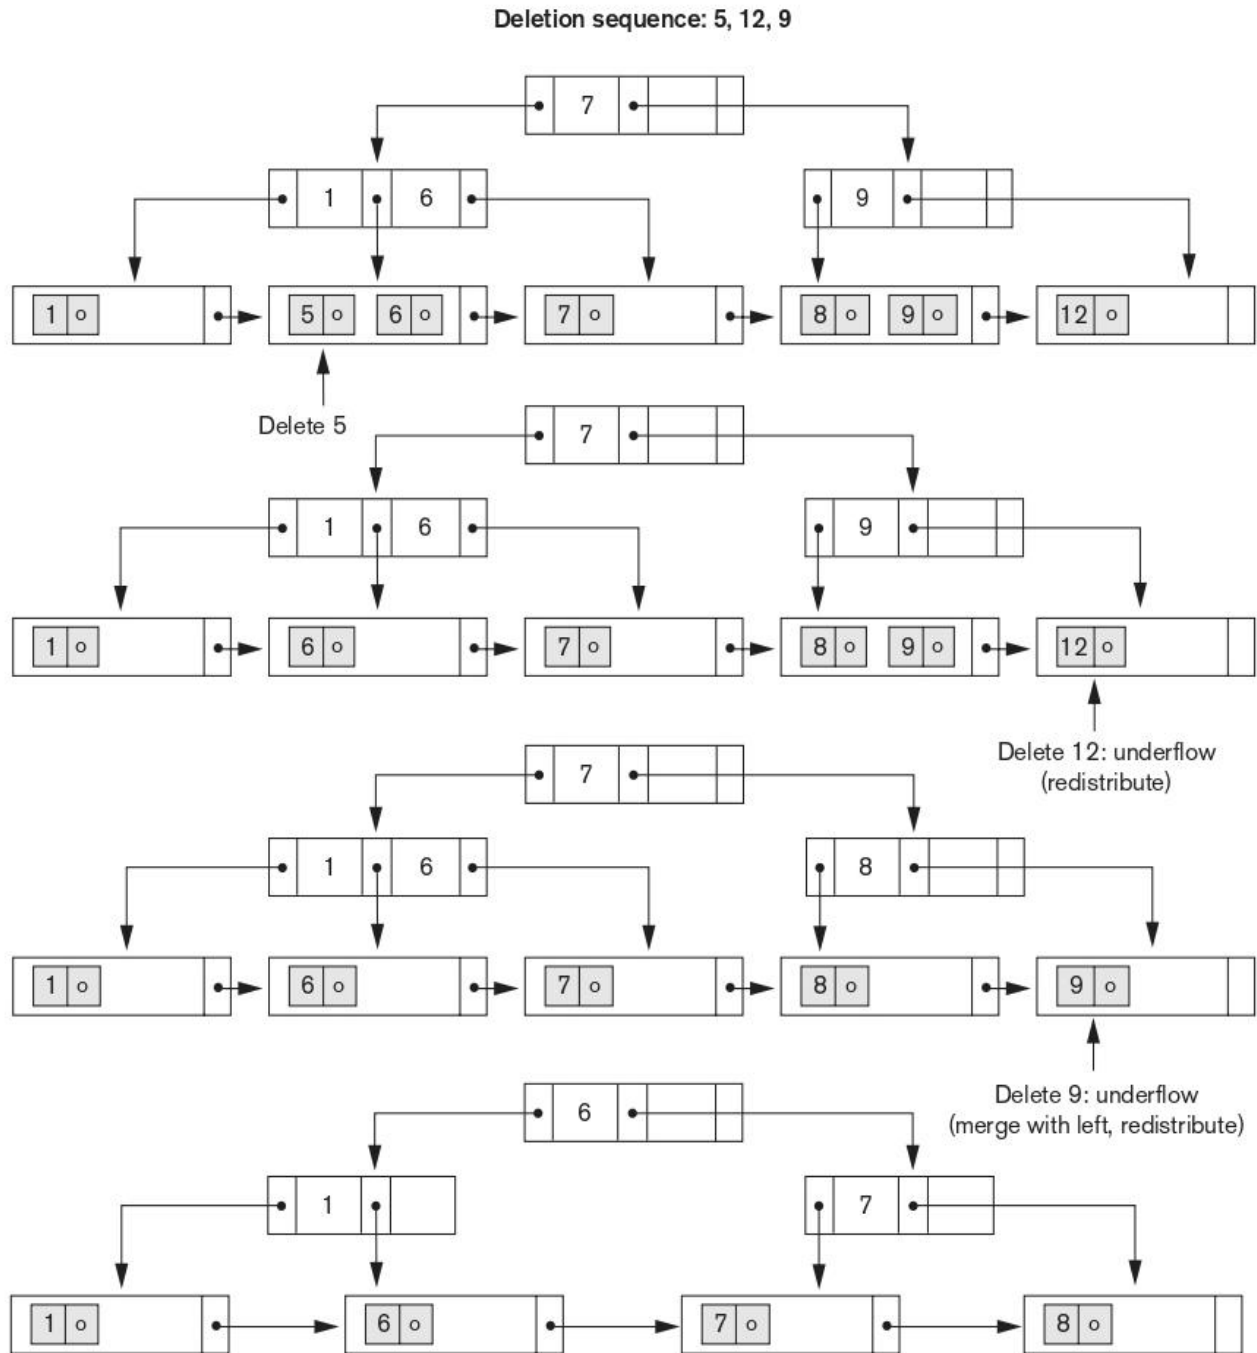 Deletion sequence: 5, 12, 9
7
1 6 9
1 o 5 o 6 o 7 o 8 o 9 o 12 o
Delete 5
7
1 6 9
1 o 6 o 7 o 8 o 9 o 12 o
Delete 12: underflow
(redistribute)
7
1 6 8
1 o 6 o 7 o 8 o 9 o
Delete 9: underflow
(merge with left, redistribute)
6
1 7
1 o 6 o 7 o 8 o